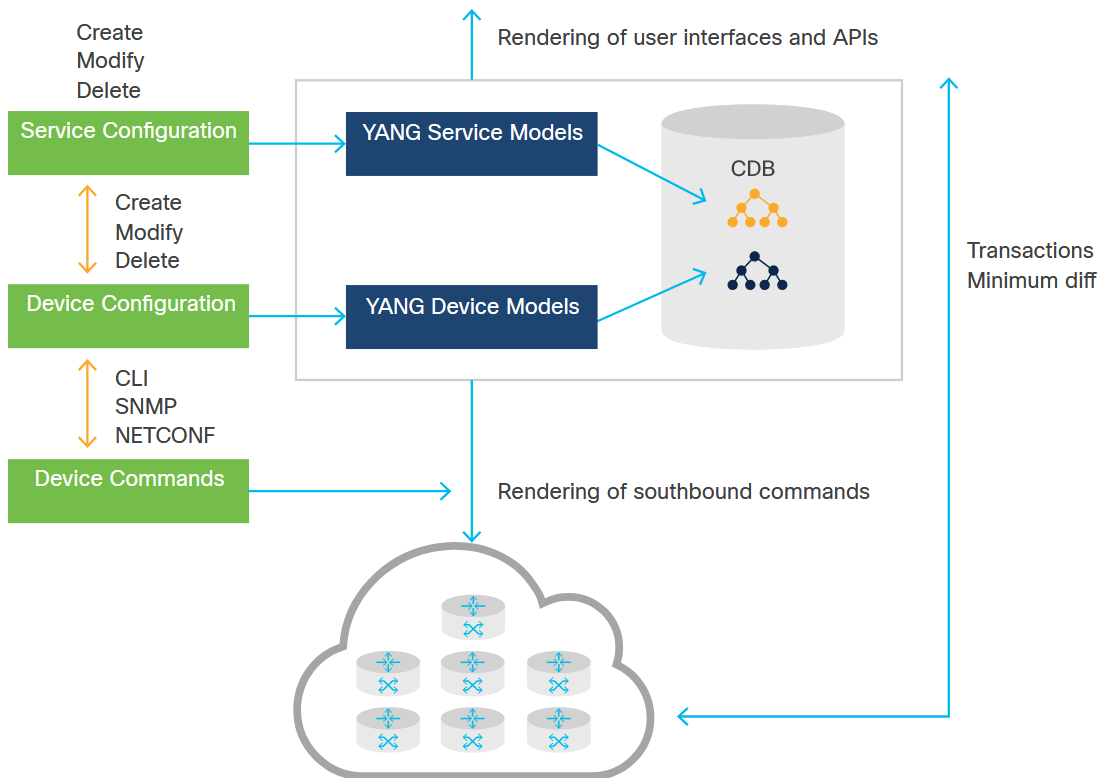 Create
Modify
Delete
Rendering of user interfaces and APIs
Service Configuration
YANG Service Models
CDB
Create
Modify
Delete
Transactions
Minimum diff
Device Configuration
YANG Device Models
CLI
SNMP
NETCONF
Device Commands
Rendering of southbound commands